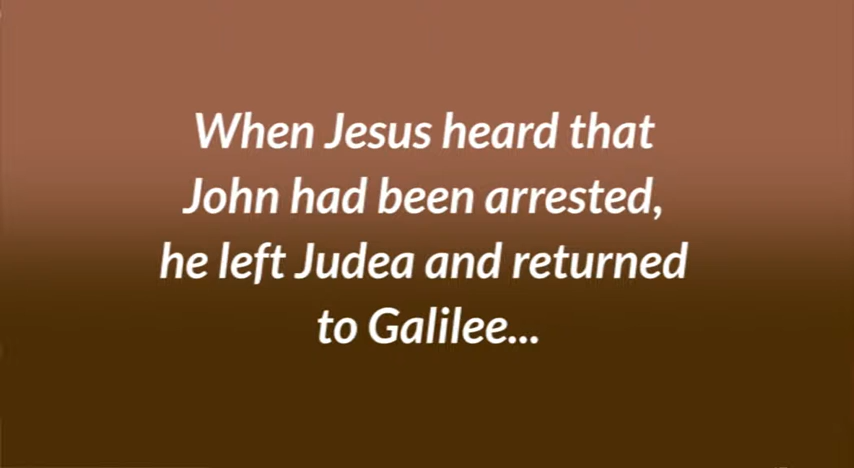 When Jesus heard that
John had been arrested,
he left Judea and returned
to Galilee...